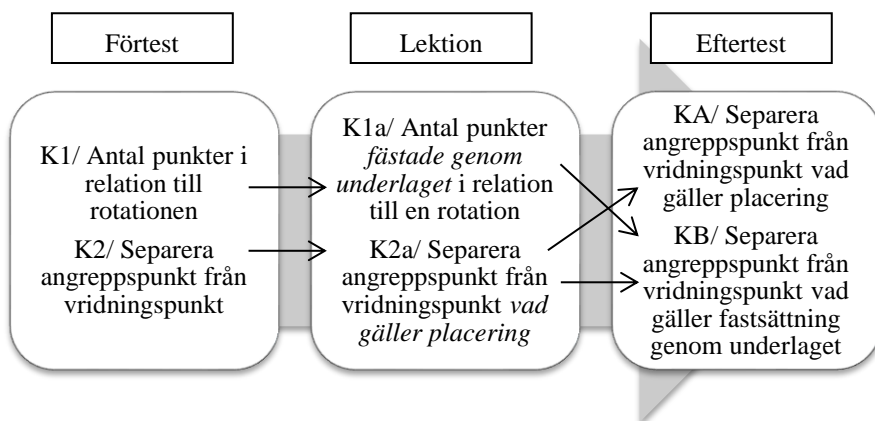 Förtest
Lektion
Eftertest
K1/ Antal punkter i
relation till
rotationen
K2/ Separera
angreppspunkt från
vridningspunkt
K1a/ Antal punkter
fästade genom
underlaget i relation
till en rotation
K2a/ Separera
angreppspunkt från
vridningspunkt vad
gäller placering
KA/ Separera
angreppspunkt från
vridningspunkt vad
gäller placering
KB/ Separera
angreppspunkt från
vridningspunkt vad
gäller fastsättning
genom underlaget